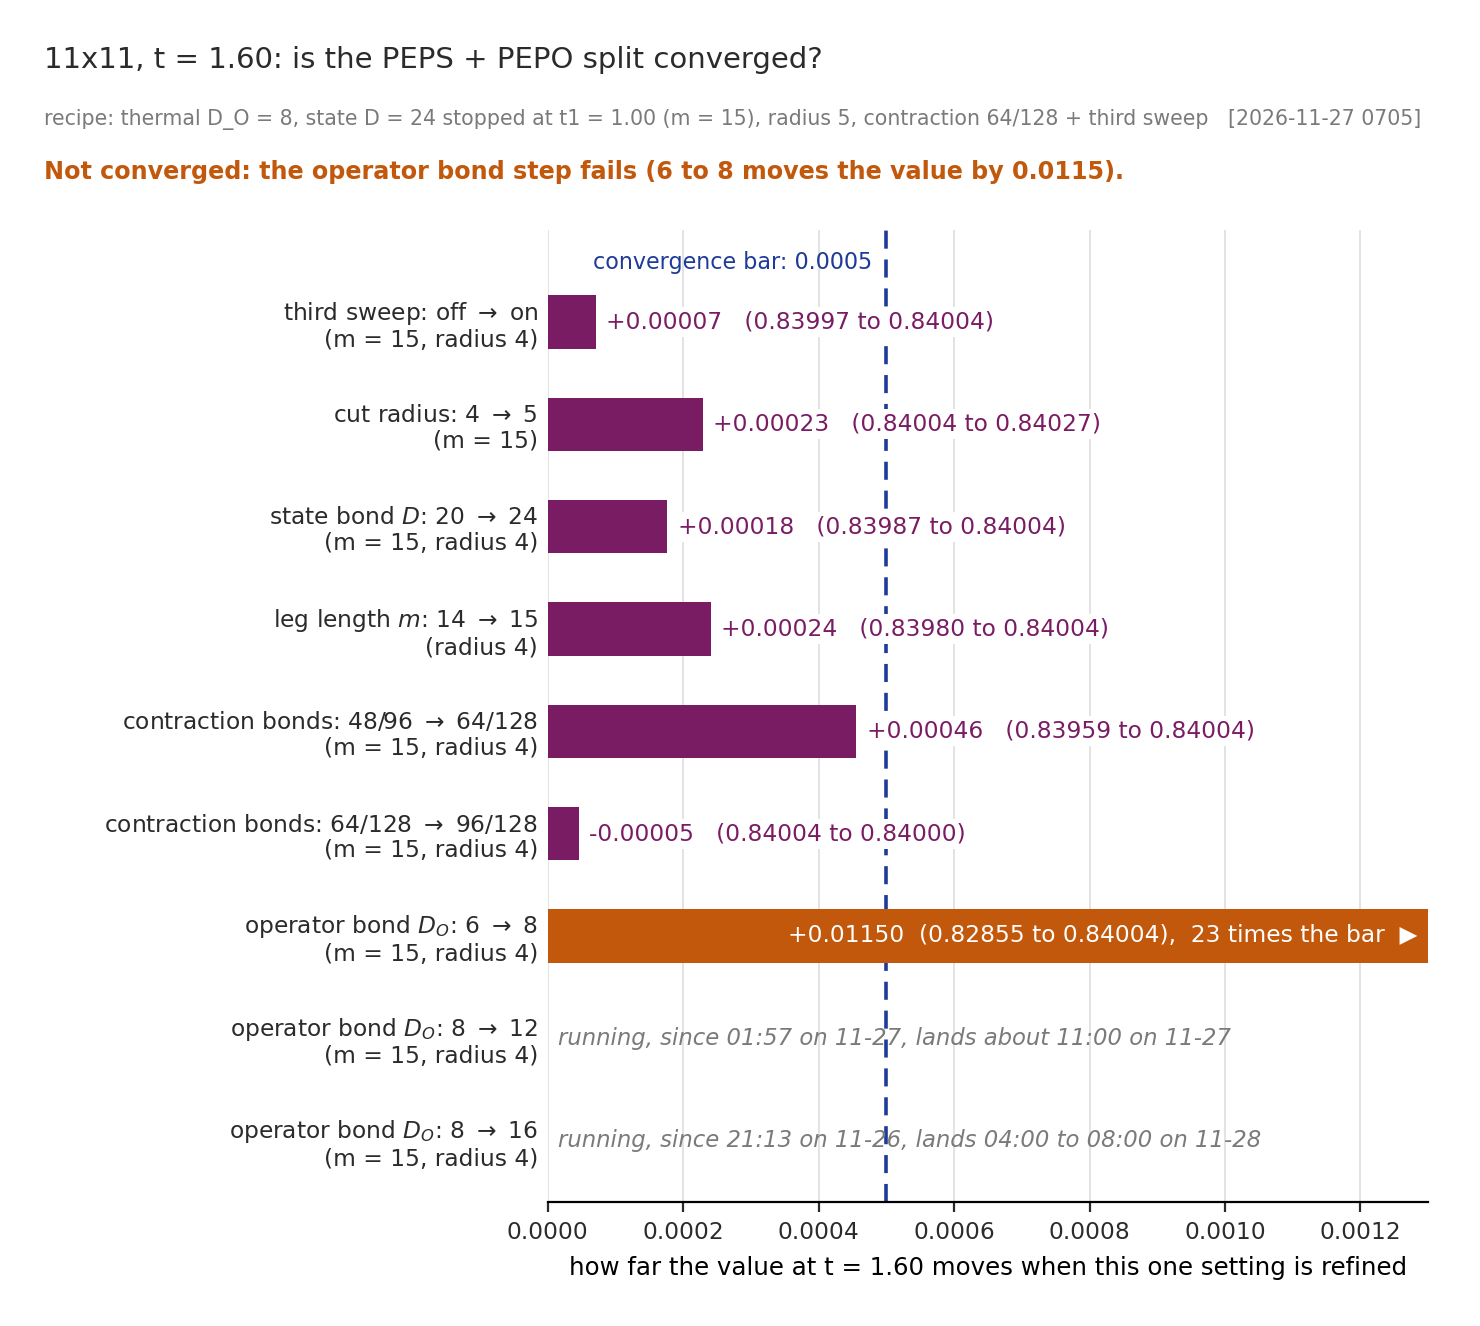 11x11, t = 1.60: is the PEPS + PEPO split converged?
recipe: thermal D_O = 8, state D = 24 stopped at t1 = 1.00 (m = 15), radius 5, contraction 64/128 + third sweep   [2026-11-27 0705]
Not converged: the operator bond step fails (6 to 8 moves the value by 0.0115).
convergence bar: 0.0005
third sweep: off → on
(m = 15, radius 4)
+0.00007   (0.83997 to 0.84004)
cut radius: 4 → 5
(m = 15)
+0.00023   (0.84004 to 0.84027)
state bond D: 20 → 24
(m = 15, radius 4)
+0.00018   (0.83987 to 0.84004)
leg length m: 14 → 15
(radius 4)
+0.00024   (0.83980 to 0.84004)
contraction bonds: 48/96 → 64/128
(m = 15, radius 4)
+0.00046   (0.83959 to 0.84004)
contraction bonds: 64/128 → 96/128
(m = 15, radius 4)
-0.00005   (0.84004 to 0.84000)
operator bond D_O: 6 → 8
(m = 15, radius 4)
+0.01150  (0.82855 to 0.84004),  23 times the bar ▶
operator bond D_O: 8 → 12
(m = 15, radius 4)
running, since 01:57 on 11-27, lands about 11:00 on 11-27
operator bond D_O: 8 → 16
(m = 15, radius 4)
running, since 21:13 on 11-26, lands 04:00 to 08:00 on 11-28
0.0000 0.0002 0.0004 0.0006 0.0008 0.0010 0.0012
how far the value at t = 1.60 moves when this one setting is refined